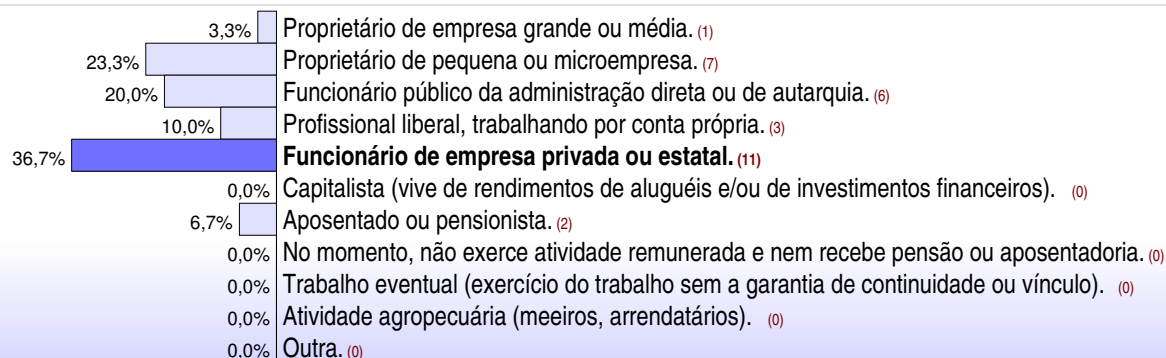 3,3% Proprietário de empresa grande ou média. (1)
23,3% Proprietário de pequena ou microempresa. (7)
20,0% Funcionário público da administração direta ou de autarquia. (6)
10,0% Profissional liberal, trabalhando por conta própria. (3)
36,7% Funcionário de empresa privada ou estatal. (11)
0,0% Capitalista (vive de rendimentos de aluguéis e/ou de investimentos financeiros). (0)
6,7% Aposentado ou pensionista. (2)
0,0% No momento, não exerce atividade remunerada e nem recebe pensão ou aposentadoria. (0)
0,0% Trabalho eventual (exercício do trabalho sem a garantia de continuidade ou vínculo). (0)
0,0% Atividade agropecuária (meeiros, arrendatários). (0)
0,0% Outra. (0)